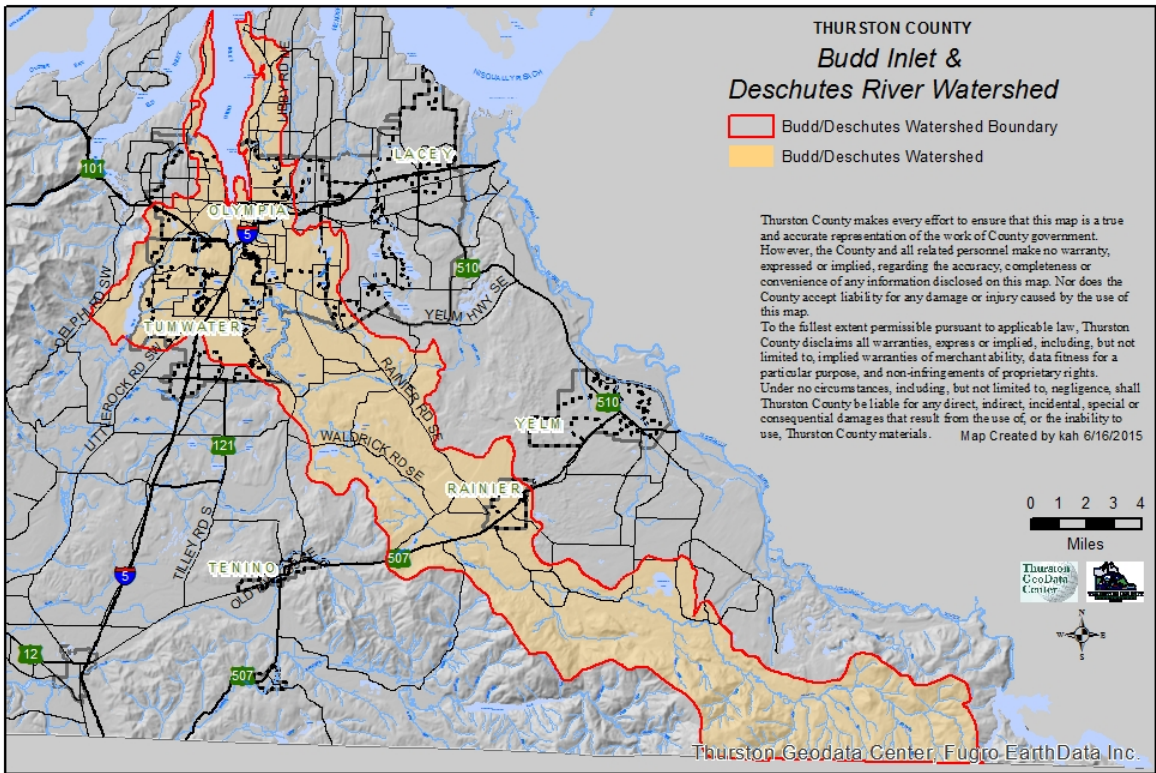 THURSTON COUNTY
Budd Inlet &
Deschutes River Watershed
Budd/Deschutes Watershed Boundary
Budd/Deschutes Watershed
Thurston County makes every effort to ensure that this map is a true
and accurate representation of the work of County government.
However, the County and all related personnel make no warranty,
expressed or implied, regarding the accuracy, completeness or
convenience of any information disclosed on this map. Nor does the
County accept liability for any damage or injury caused by the use of
this map.
To the fullest extent permissible pursuant to applicable law, Thurston
County disclaims all warranties, express or implied, including, but not
limited to, implied warranties of merchantability, data fitness for a
particular purpose, and non-infringements of proprietary rights.
Under no circumstances, including, but not limited to, negligence, shall
Thurston County be liable for any direct, indirect, incidental, special or
consequential damages that result from the use of, or the inability to
use, Thurston County materials.
Map Created by kah 6/16/2015
NISQUALLY REACH
LIBBY RD NE
LACEY
101
OLYMPIA
5
510
DELPHI RD SW
YELM HWY SE
TUMWATER
LITTLEROCK RD SW
RAINIER RD SE
510
YELM
121
WALDRICK RD SE
RAINIER
TILLEY RD S
TENINO
507
5
12
507
0 1 2 3 4
Miles
Thurston
GeoData
Center
N
W E
S
Thurston Geodata Center, Fugro EarthData Inc.